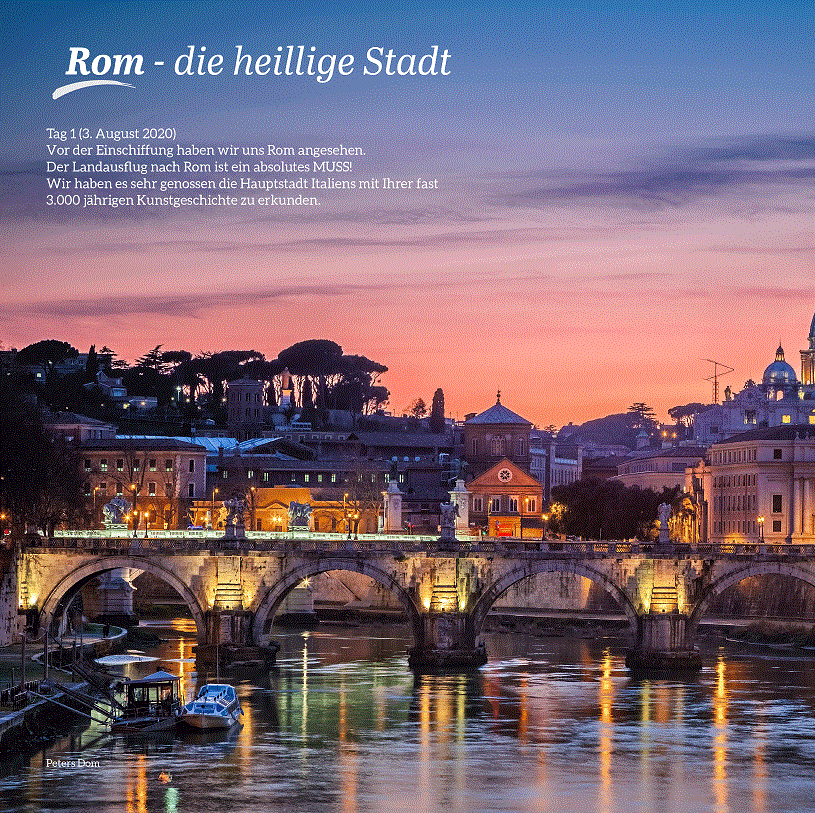 Rom - die heillige Stadt
Tag 1 (3. August 2020)
Vor der Einschiffung haben wir uns Rom angesehen.
Der Landausflug nach Rom ist ein absolutes MUSS!
Wir haben es sehr genossen die Hauptstadt Italiens mit Ihrer fast
3.000 jährigen Kunstgeschichte zu erkunden.
Peters Dom